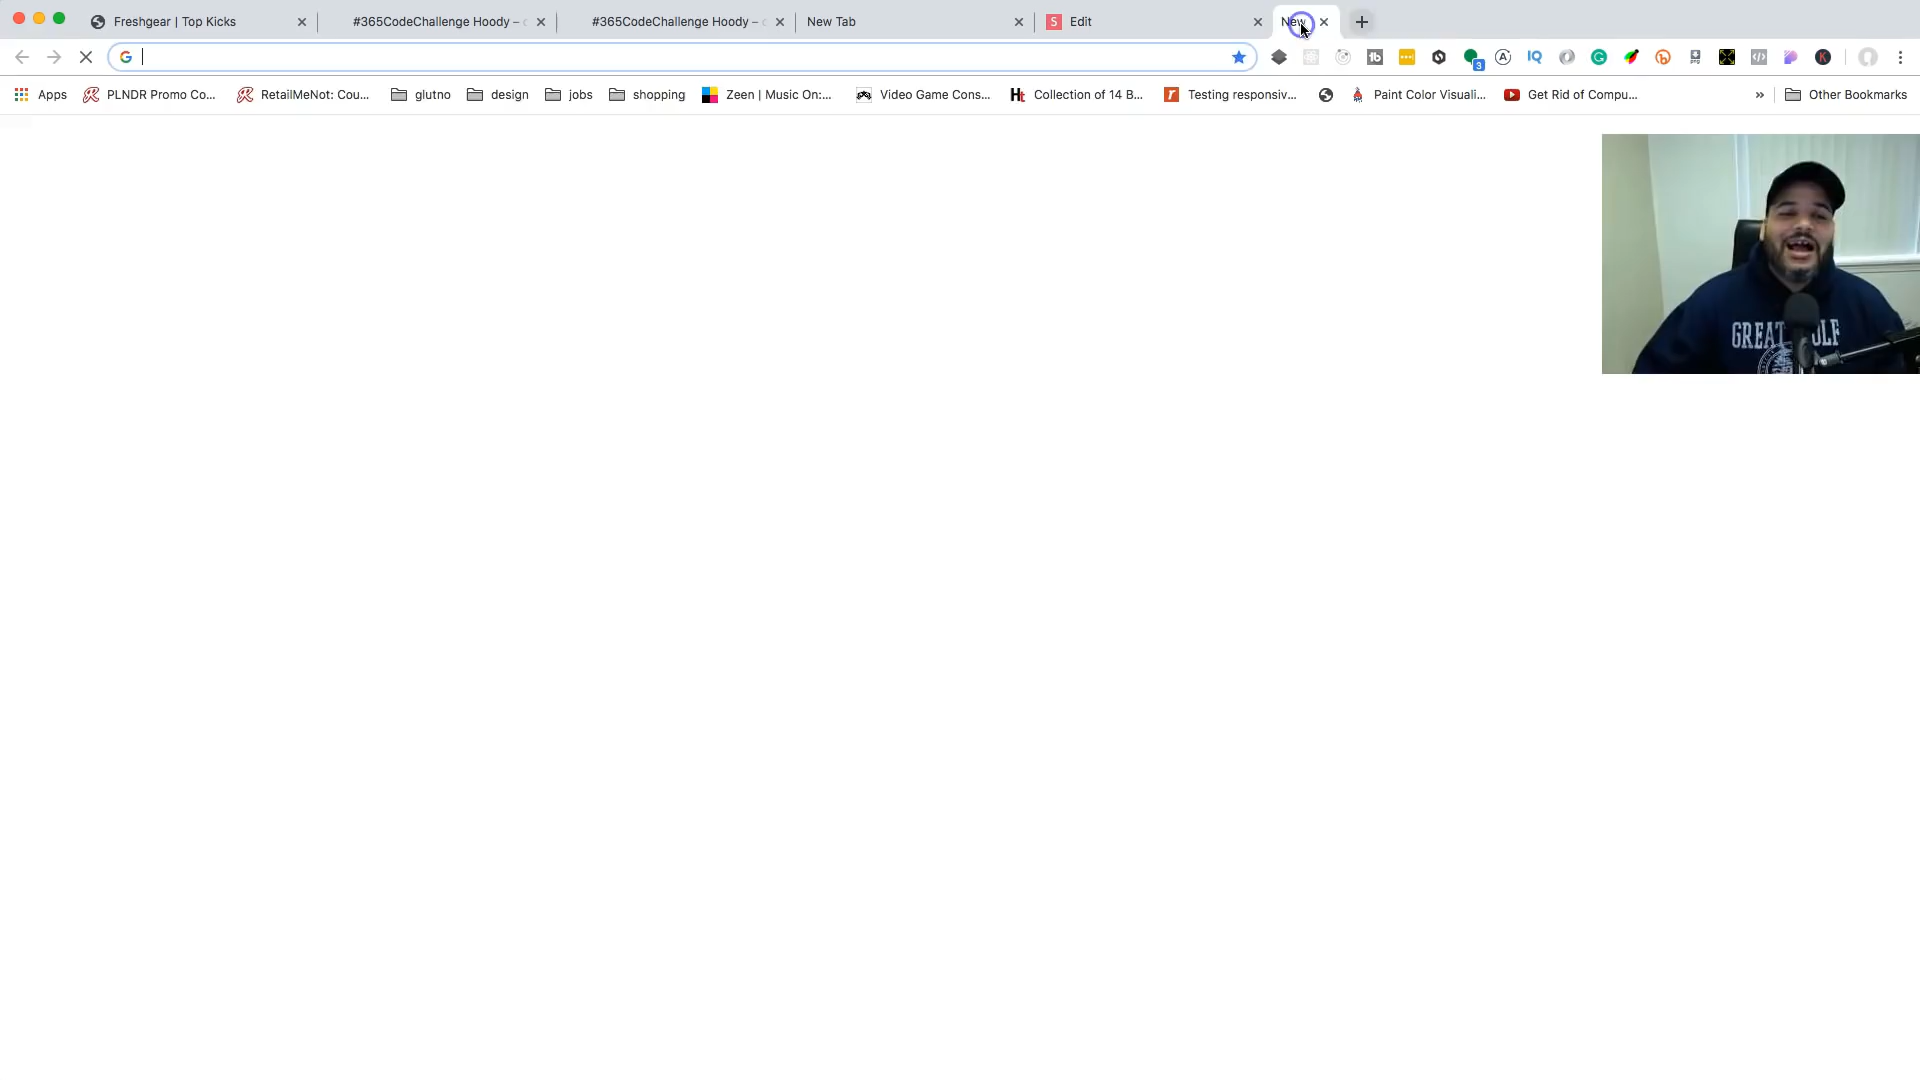 Freshgear | Top Kicks #365CodeChallenge Hoody – #365CodeChallenge Hoody – New Tab Edit New
Apps PLNDR Promo Co... RetailMeNot: Cou... glutno design jobs shopping Zeen | Music On:... Video Game Cons... Ht Collection of 14 B... Testing responsiv... Paint Color Visuali... Get Rid of Compu... » Other Bookmarks
GREAT